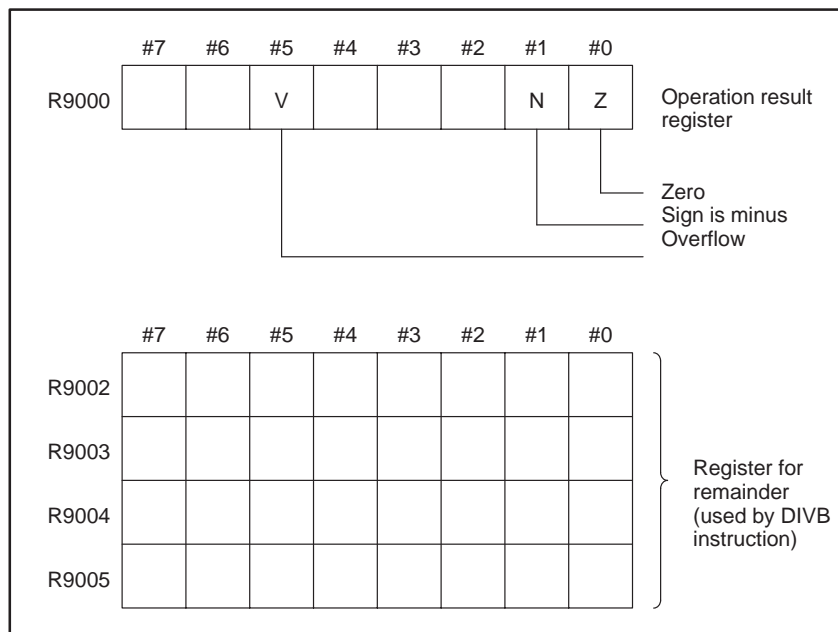 #7 #6 #5 #4 #3 #2 #1 #0
R9000 V N Z Operation result
register
Zero
Sign is minus
Overflow
#7 #6 #5 #4 #3 #2 #1 #0
R9002
R9003
R9004
R9005
Register for
remainder
(used by DIVB
instruction)